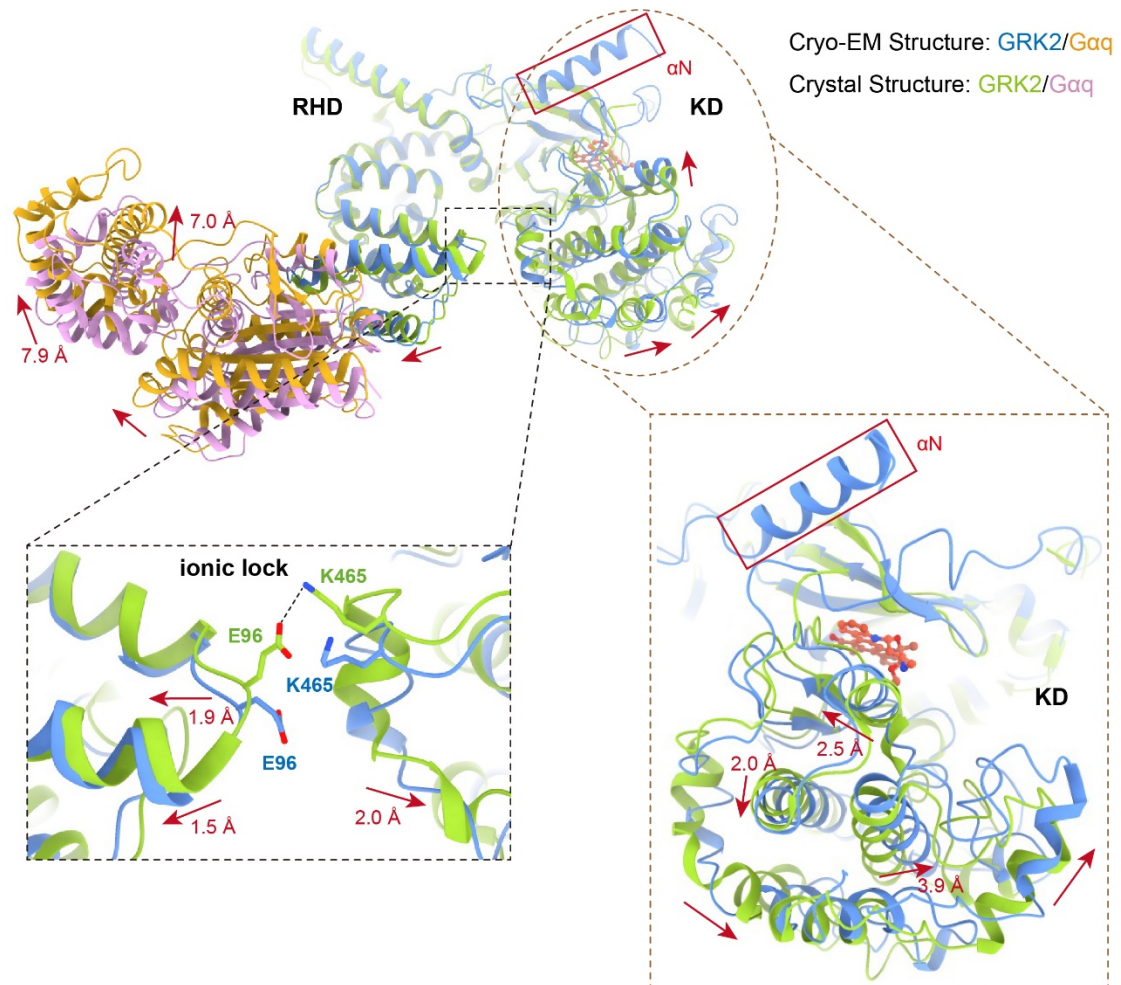 Cryo-EM Structure: GRK2/Gαq
Crystal Structure: GRK2/Gαq
αN
RHD
KD
7.0 Å
7.9 Å
αN
ionic lock
K465
E96
K465
1.9 Å
E96
1.5 Å
2.0 Å
KD
2.5 Å
2.0 Å
3.9 Å